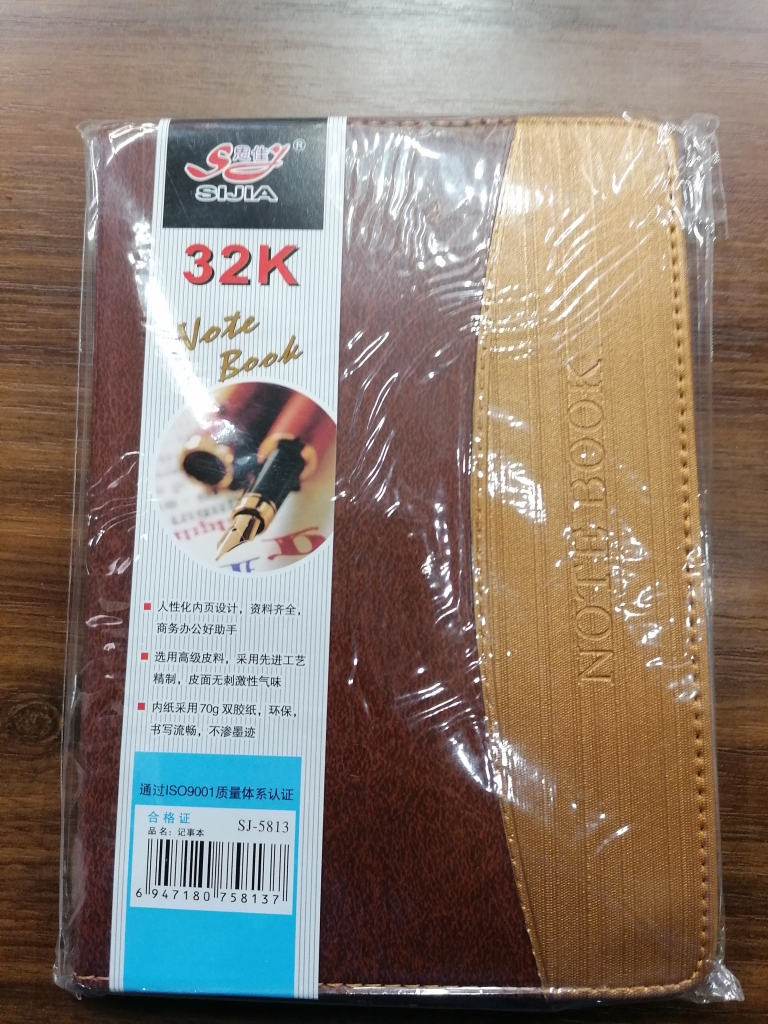 思佳®
SIJIA
32K
Note
Book
人性化内页设计，资料齐全，
商务办公好助手
选用高级皮料，采用先进工艺
精制，皮面无刺激性气味
内纸采用70g双胶纸，环保，
书写流畅，不渗墨迹
通过ISO9001质量体系认证
合格证
品名：记事本 SJ-5813
6 947180 758137
NOTE BOOK